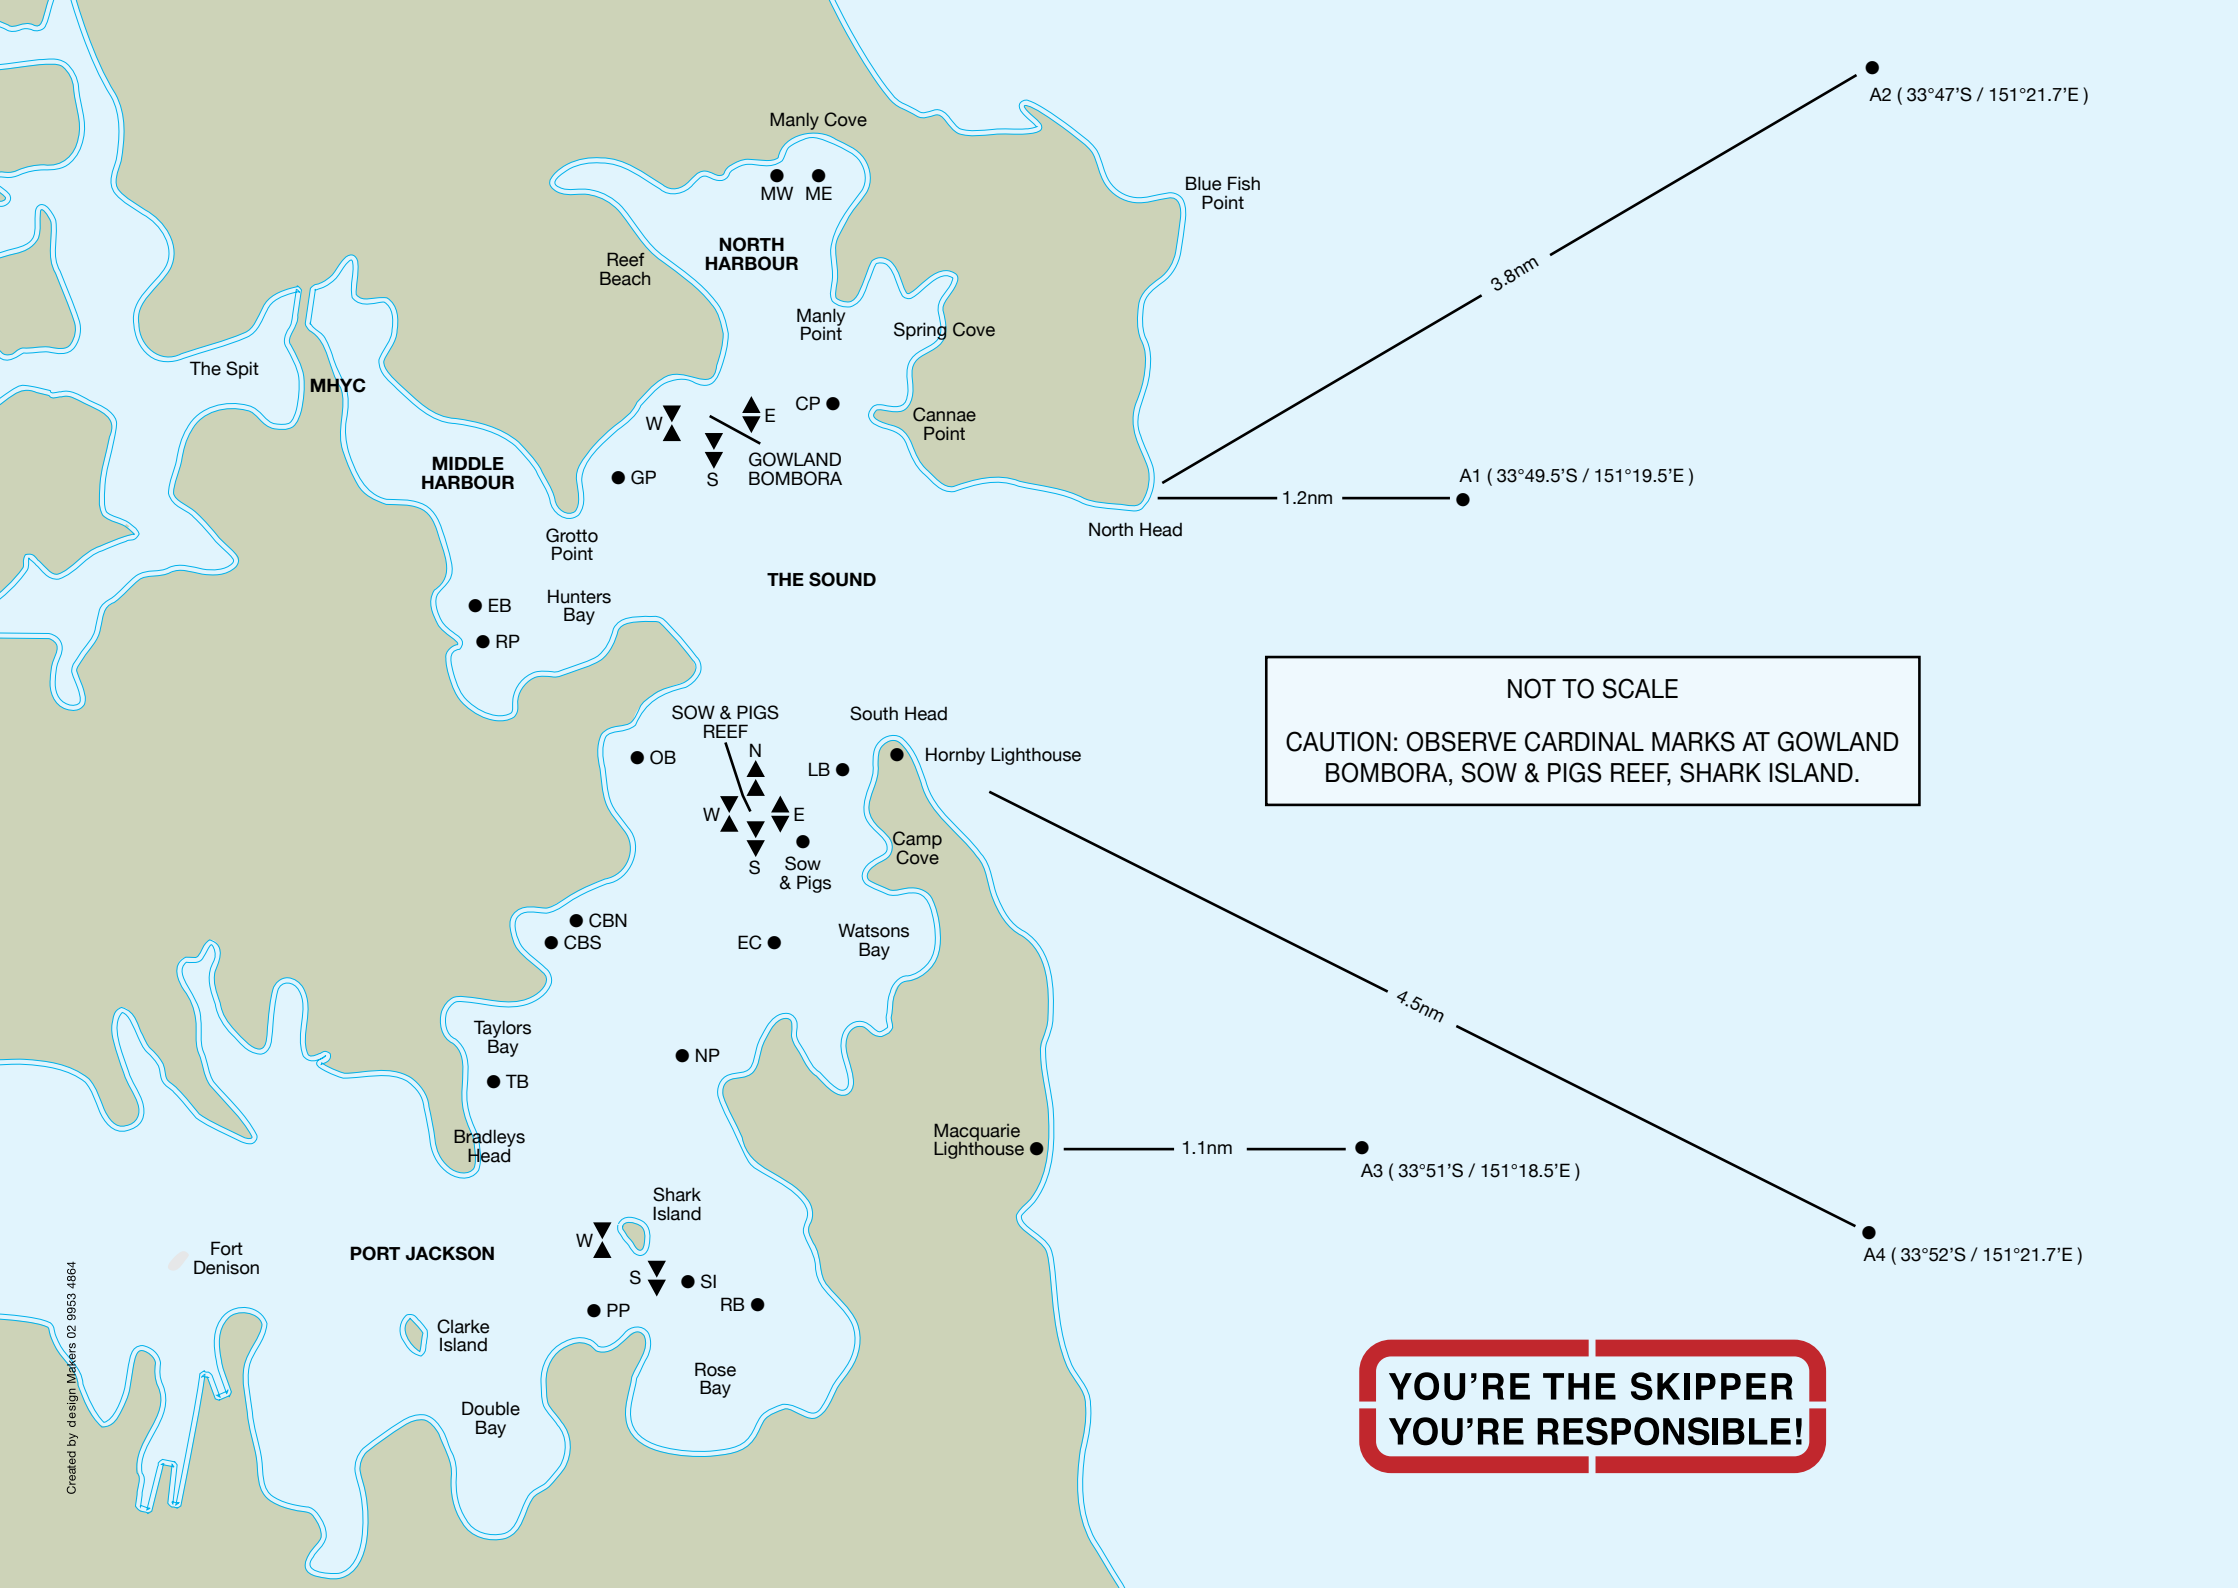 A2 ( 33°47’S / 151°21.7’E )
Manly Cove
MW
ME
Blue Fish
Point
NORTH
HARBOUR
Reef
Beach
3.8nm
Manly
Point
Spring Cove
The Spit
MHYC
W
E
CP
Cannae
Point
GOWLAND
BOMBORA
S
GP
MIDDLE
HARBOUR
A1 ( 33°49.5’S / 151°19.5’E )
1.2nm
North Head
Grotto
Point
THE SOUND
EB
Hunters
Bay
RP
NOT TO SCALE
CAUTION: OBSERVE CARDINAL MARKS AT GOWLAND
BOMBORA, SOW & PIGS REEF, SHARK ISLAND.
SOW & PIGS
REEF
South Head
N
OB
LB
Hornby Lighthouse
W
E
S
Sow
& Pigs
Camp
Cove
CBN
CBS
EC
Watsons
Bay
4.5nm
Taylors
Bay
NP
TB
Bradleys
Head
Macquarie
Lighthouse
1.1nm
A3 ( 33°51’S / 151°18.5’E )
Shark
Island
W
Fort
Denison
PORT JACKSON
A4 ( 33°52’S / 151°21.7’E )
S
SI
RB
PP
Clarke
Island
Rose
Bay
Double
Bay
YOU’RE THE SKIPPER
YOU’RE RESPONSIBLE!
Created by design Makers 02 9953 4864